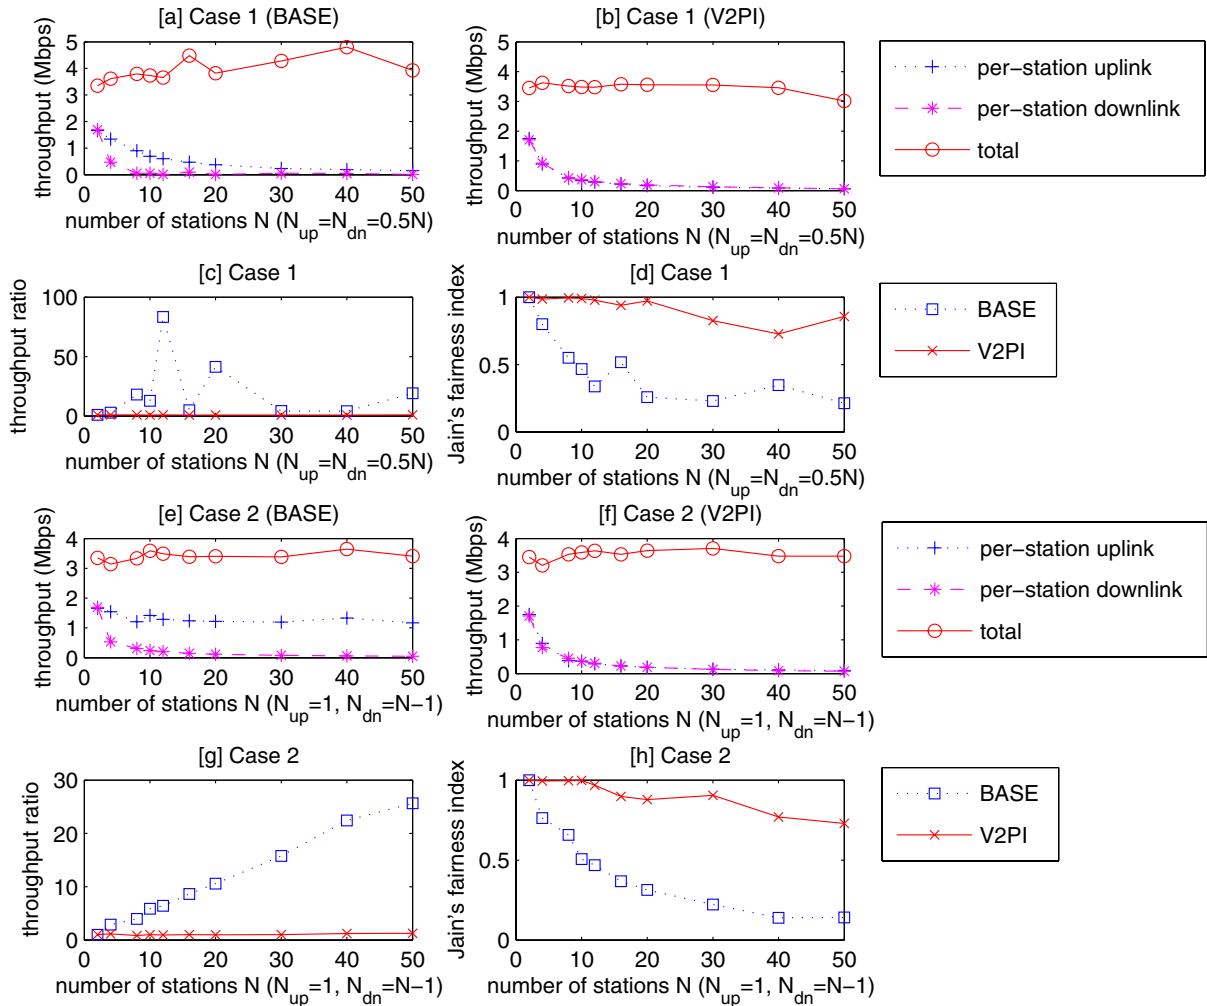 [a] Case 1 (BASE)
throughput (Mbps)
5
4
3
2
1
0
0 10 20 30 40 50
number of stations N (N_up=N_dn=0.5N)
[b] Case 1 (V2PI)
throughput (Mbps)
5
4
3
2
1
0
0 10 20 30 40 50
number of stations N (N_up=N_dn=0.5N)
per-station uplink
per-station downlink
total
[c] Case 1
throughput ratio
100
50
0
0 10 20 30 40 50
number of stations N (N_up=N_dn=0.5N)
[d] Case 1
Jain's fairness index
1
0.5
0
0 10 20 30 40 50
number of stations N (N_up=N_dn=0.5N)
BASE
V2PI
[e] Case 2 (BASE)
throughput (Mbps)
4
3
2
1
0
0 10 20 30 40 50
number of stations N (N_up=1, N_dn=N−1)
[f] Case 2 (V2PI)
throughput (Mbps)
4
3
2
1
0
0 10 20 30 40 50
number of stations N (N_up=1, N_dn=N−1)
per-station uplink
per-station downlink
total
[g] Case 2
throughput ratio
30
20
10
0
0 10 20 30 40 50
number of stations N (N_up=1, N_dn=N−1)
[h] Case 2
Jain's fairness index
1
0.5
0
0 10 20 30 40 50
number of stations N (N_up=1, N_dn=N−1)
BASE
V2PI